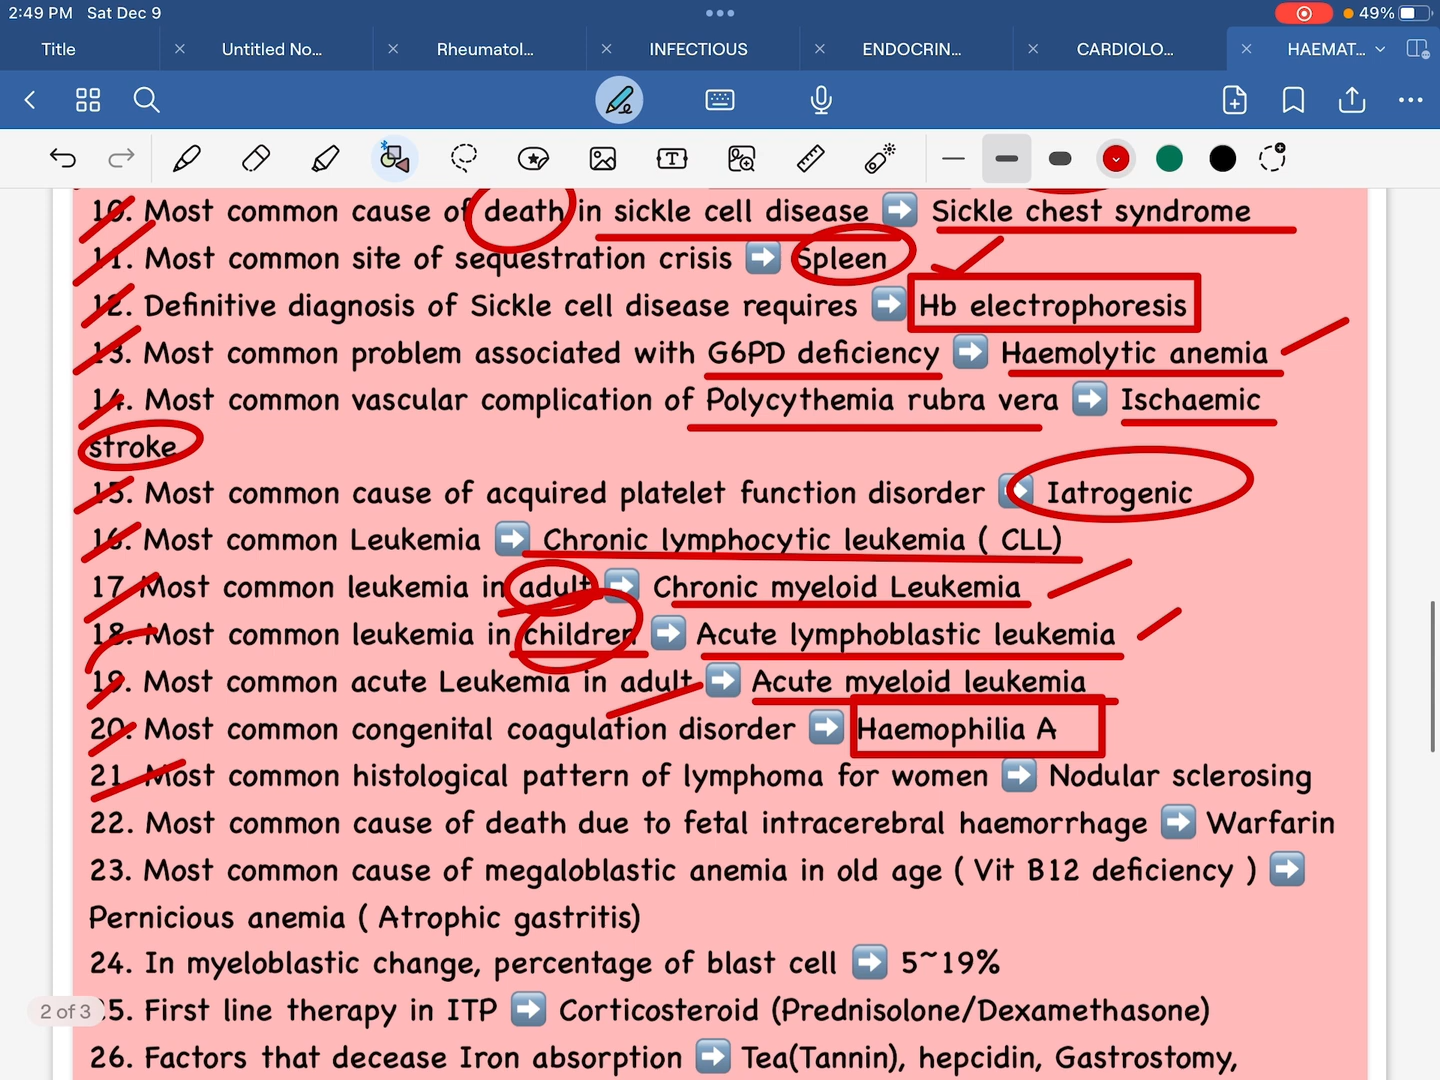 2:49 PM Sat Dec 9
49%
Title
Untitled No...
Rheumatol...
INFECTIOUS
ENDOCRIN...
CARDIOLO...
HAEMAT...
10. Most common cause of death in sickle cell disease ➡ Sickle chest syndrome
11. Most common site of sequestration crisis ➡ Spleen
12. Definitive diagnosis of Sickle cell disease requires ➡ Hb electrophoresis
13. Most common problem associated with G6PD deficiency ➡ Haemolytic anemia
14. Most common vascular complication of Polycythemia rubra vera ➡ Ischaemic
stroke
15. Most common cause of acquired platelet function disorder ➡ Iatrogenic
16. Most common Leukemia ➡ Chronic lymphocytic leukemia ( CLL)
17. Most common leukemia in adult ➡ Chronic myeloid Leukemia
18. Most common leukemia in children ➡ Acute lymphoblastic leukemia
19. Most common acute Leukemia in adult ➡ Acute myeloid leukemia
20. Most common congenital coagulation disorder ➡ Haemophilia A
21. Most common histological pattern of lymphoma for women ➡ Nodular sclerosing
22. Most common cause of death due to fetal intracerebral haemorrhage ➡ Warfarin
23. Most common cause of megaloblastic anemia in old age ( Vit B12 deficiency ) ➡
Pernicious anemia ( Atrophic gastritis)
24. In myeloblastic change, percentage of blast cell ➡ 5~19%
2 of 3
25. First line therapy in ITP ➡ Corticosteroid (Prednisolone/Dexamethasone)
26. Factors that decease Iron absorption ➡ Tea(Tannin), hepcidin, Gastrostomy,